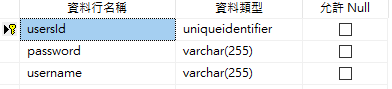 資料行名稱 資料類型 允許 Null
usersId uniqueidentifier
password varchar(255)
username varchar(255)